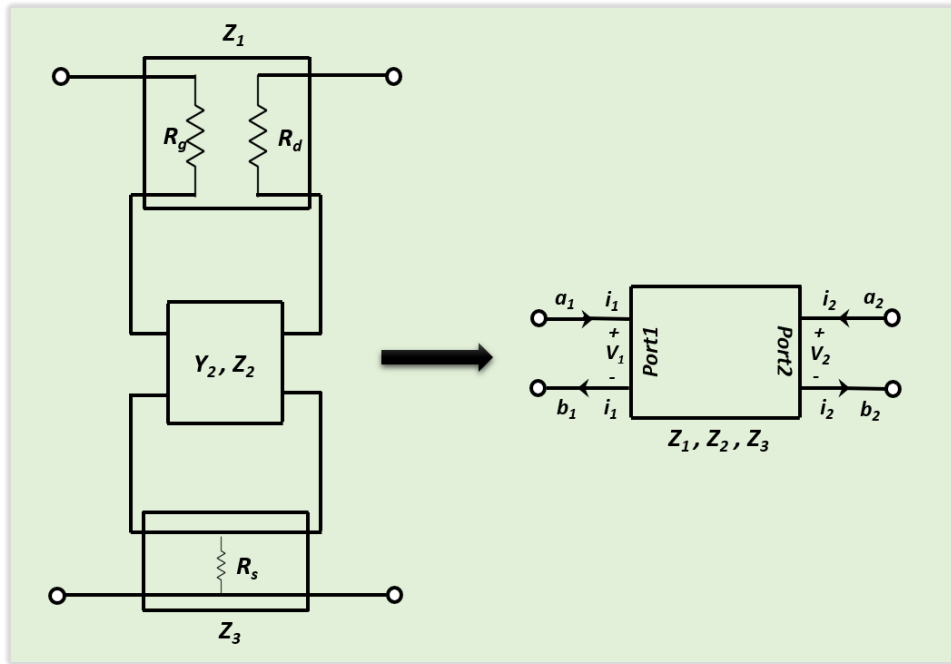 Z1
Rg
Rd
Y2 , Z2
Rs
Z3
a1
i1
i2
a2
+
V1
-
Port1
Port2
+
V2
-
b1
i1
i2
b2
Z1 , Z2 , Z3